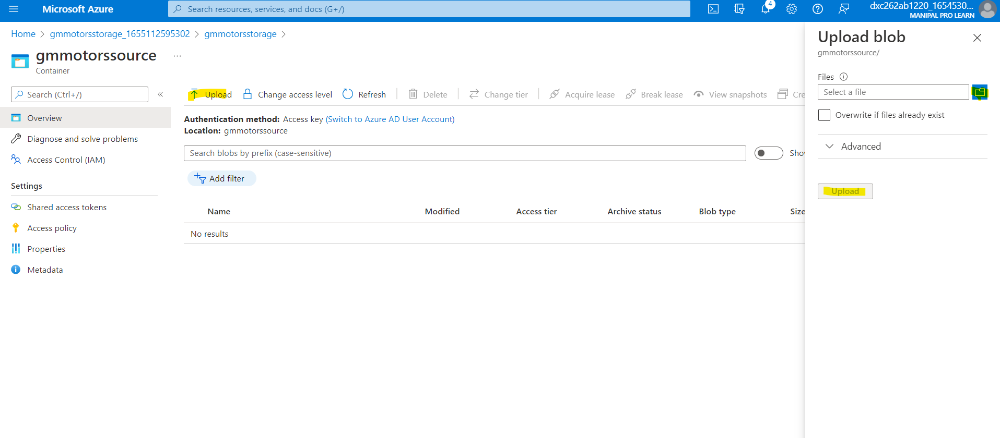 Microsoft Azure
Search resources, services, and docs (G+/)
4
dxc262ab1220_1654530...
MANIPAL PRO LEARN
Home > gmmotorsstorage_1655112595302 > gmmotorsstorage >
gmmotorssource ...
Container
Search (Ctrl+/)
«
Overview
Diagnose and solve problems
Access Control (IAM)
Settings
Shared access tokens
Access policy
Properties
Metadata
Upload Change access level Refresh Delete Change tier Acquire lease Break lease View snapshots Cre
Authentication method: Access key (Switch to Azure AD User Account)
Location: gmmotorssource
Search blobs by prefix (case-sensitive)
Sho
Add filter
Name Modified Access tier Archive status Blob type Size
No results
Upload blob
gmmotorssource/
Files
Select a file
Overwrite if files already exist
Advanced
Upload